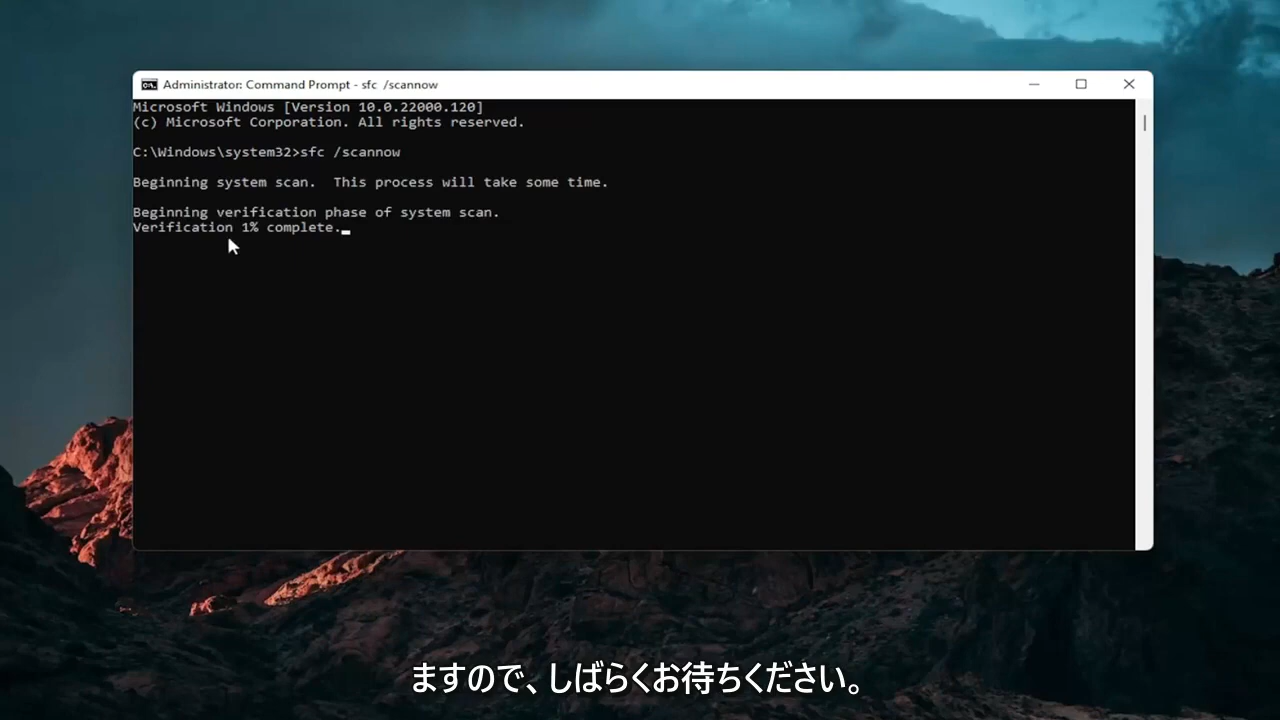 Administrator: Command Prompt - sfc  /scannow
Microsoft Windows [Version 10.0.22000.120]
(c) Microsoft Corporation. All rights reserved.
C:\Windows\system32>sfc /scannow
Beginning system scan.  This process will take some time.
Beginning verification phase of system scan.
Verification 1% complete.
ますので、しばらくお待ちください。